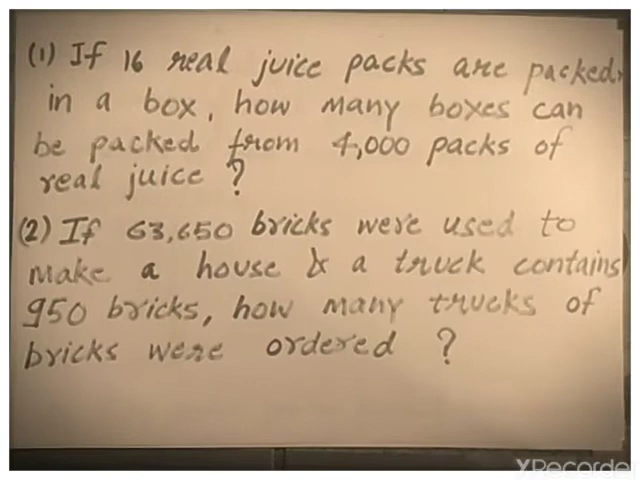 (1) If 16 real juice packs are packed
in a box, how many boxes can
be packed from 4,000 packs of
real juice ?
(2) If 63,650 bricks were used to
make a house & a truck contains
950 bricks, how many trucks of
bricks were ordered ?
XRecorder